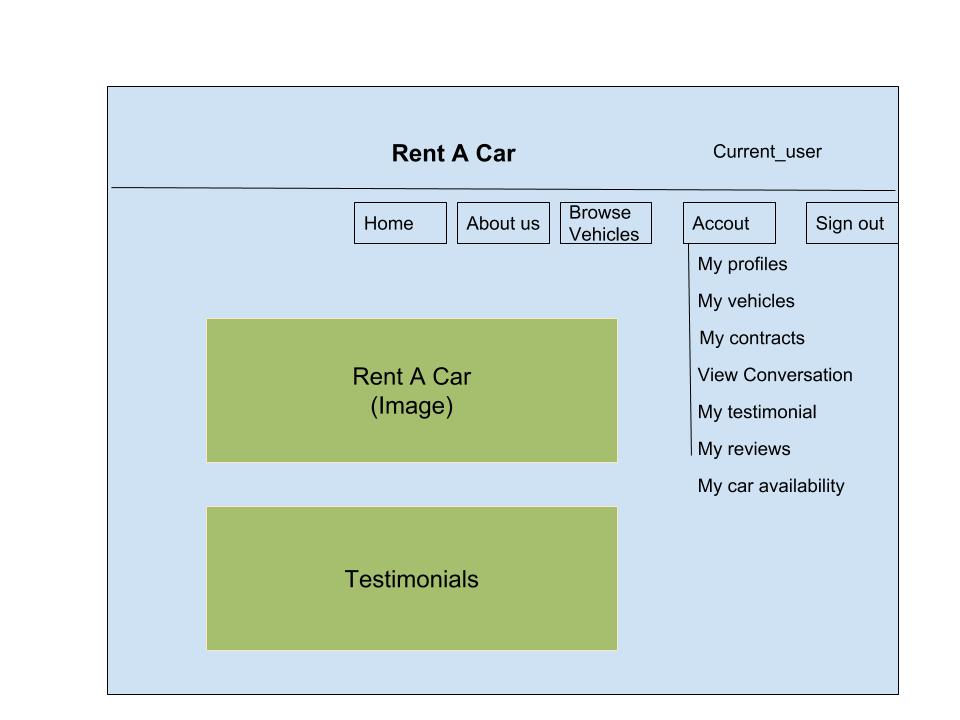 Rent A Car
Current_user
Home
About us
Browse
Vehicles
Accout
Sign out
My profiles
My vehicles
My contracts
View Conversation
My testimonial
My reviews
My car availability
Rent A Car
(Image)
Testimonials